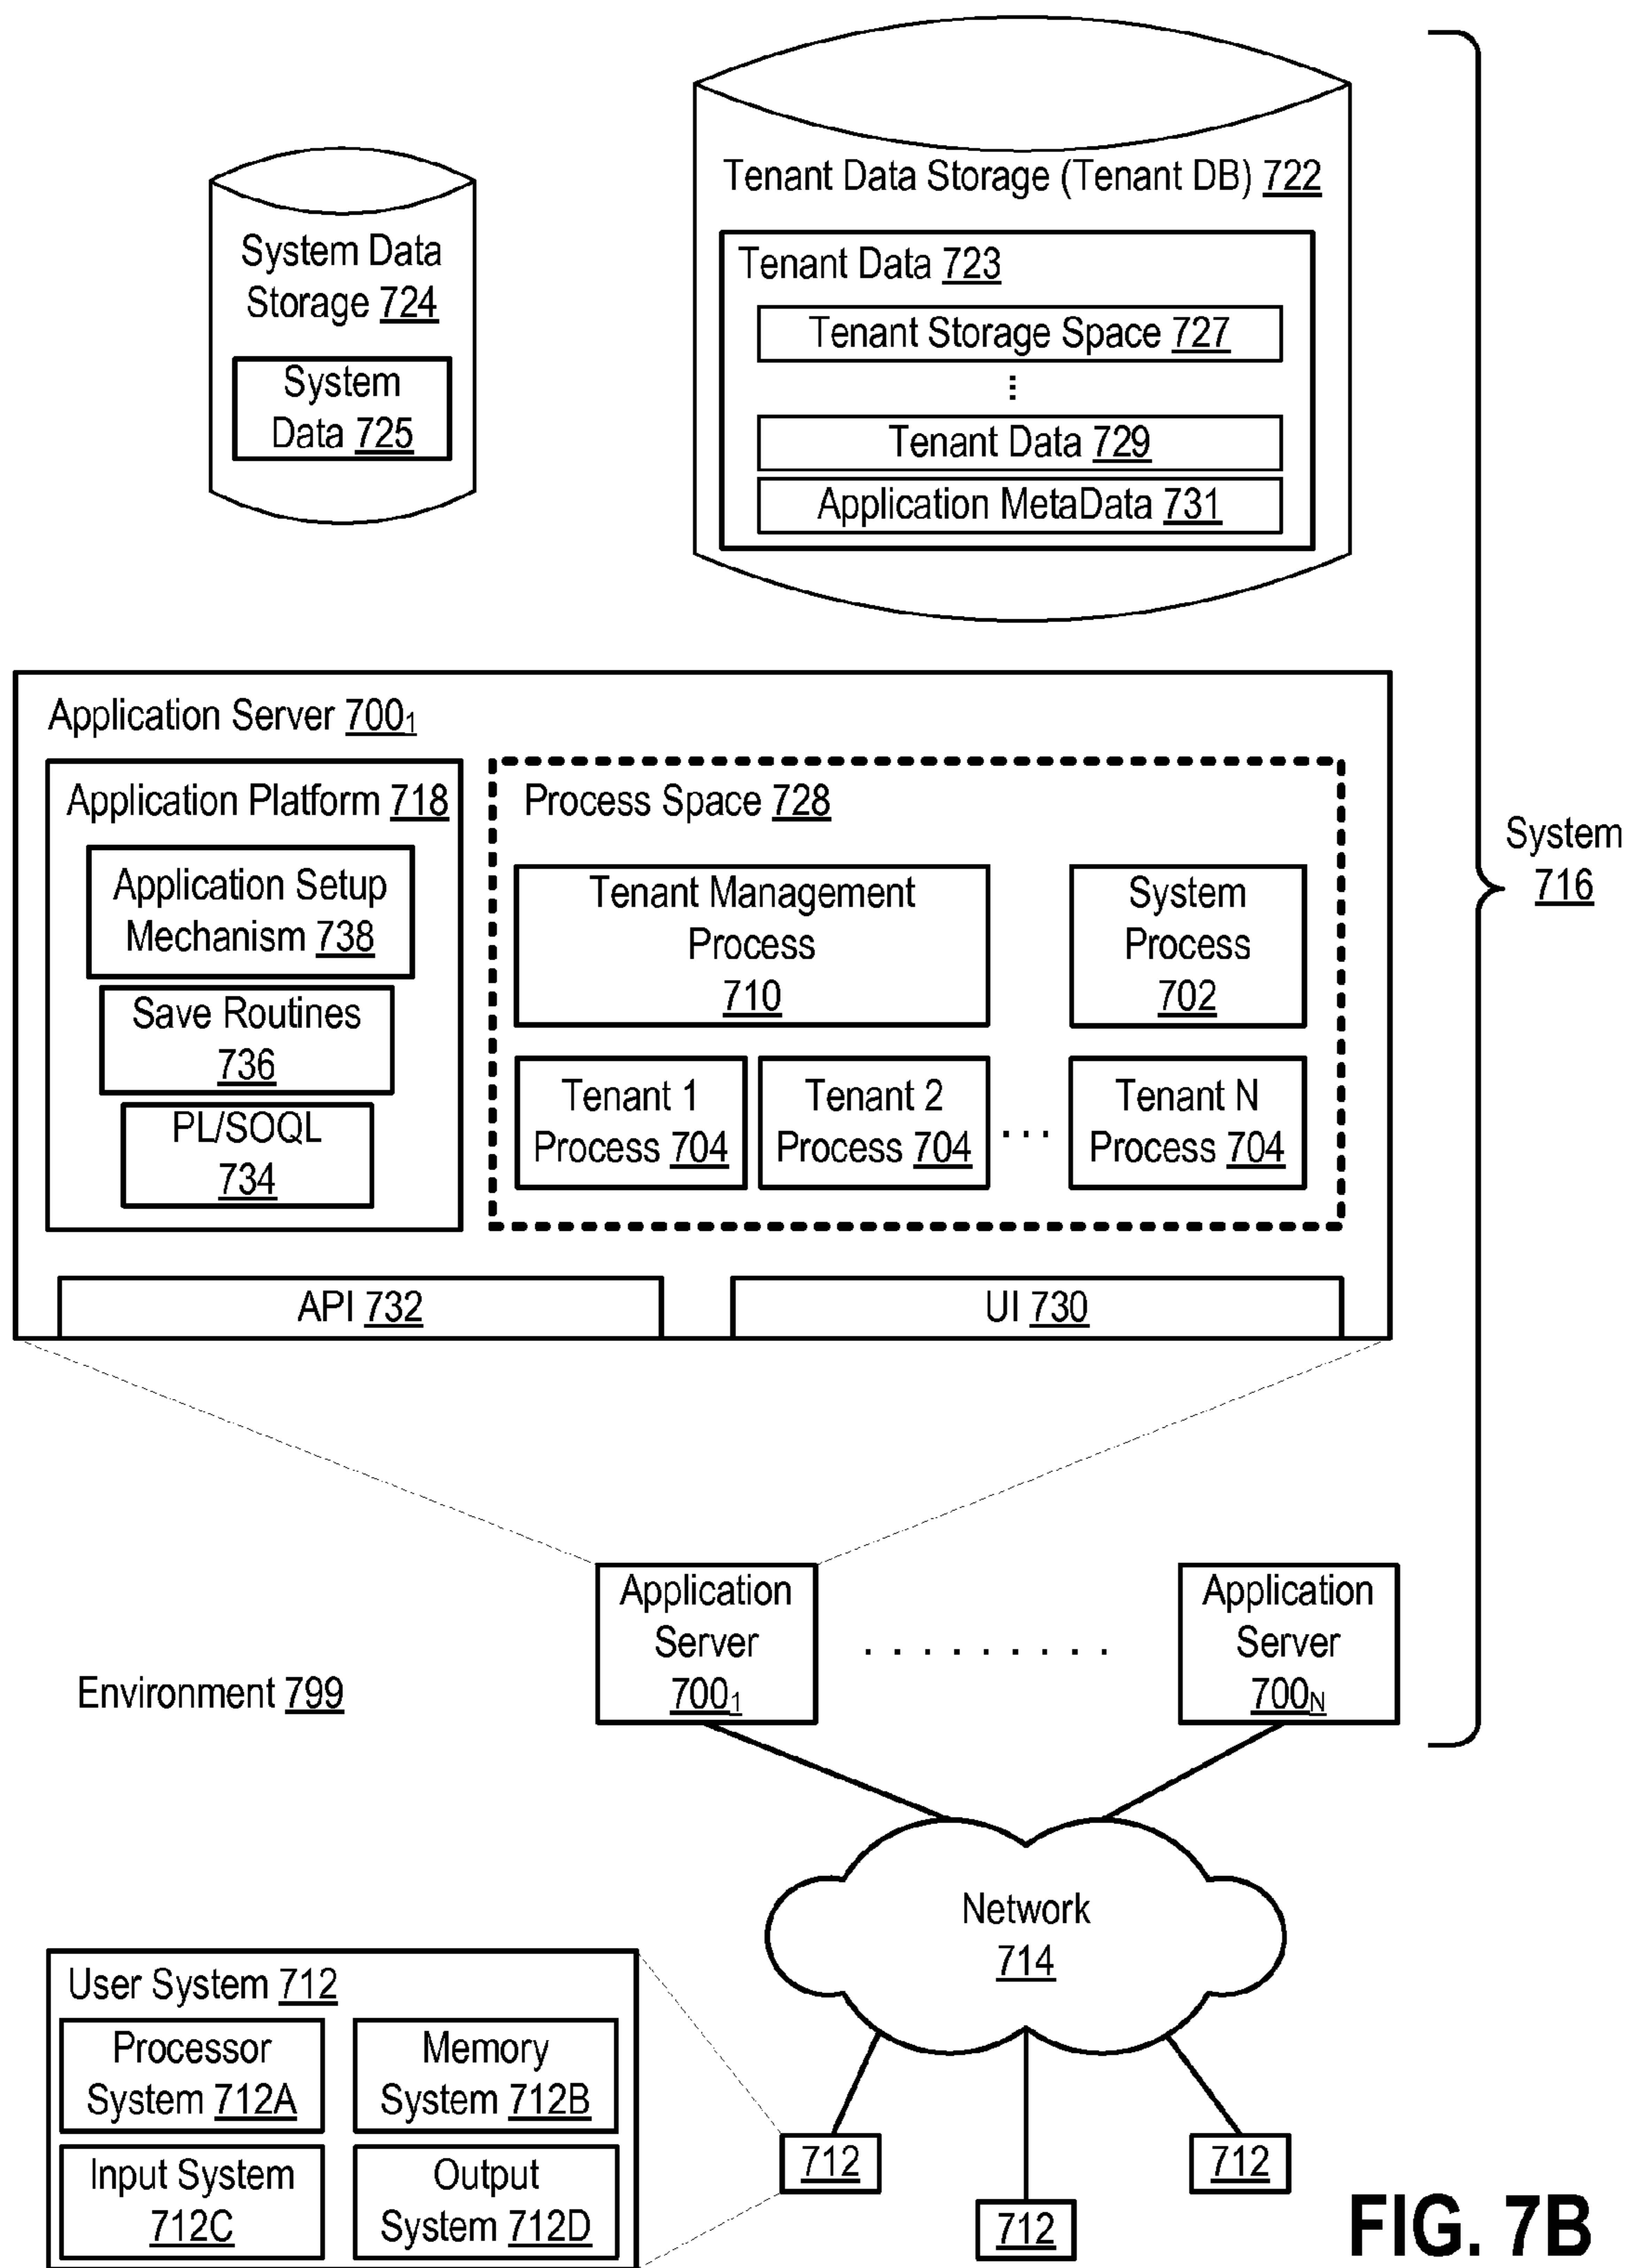 Tenant Data Storage (Tenant DB) 722
System Data
Storage 724
System
Data 725
Tenant Data 723
Tenant Storage Space 727
⋮
Tenant Data 729
Application MetaData 731
Application Server 700₁
Application Platform 718
Application Setup
Mechanism 738
Save Routines
736
PL/SOQL
734
Process Space 728
Tenant Management
Process
710
System
Process
702
Tenant 1
Process 704
Tenant 2
Process 704
. . .
Tenant N
Process 704
API 732
UI 730
System
716
Application
Server
700₁
. . . . . . . . .
Application
Server
700N
Environment 799
Network
714
User System 712
Processor
System 712A
Memory
System 712B
Input System
712C
Output
System 712D
712
712
712
FIG. 7B